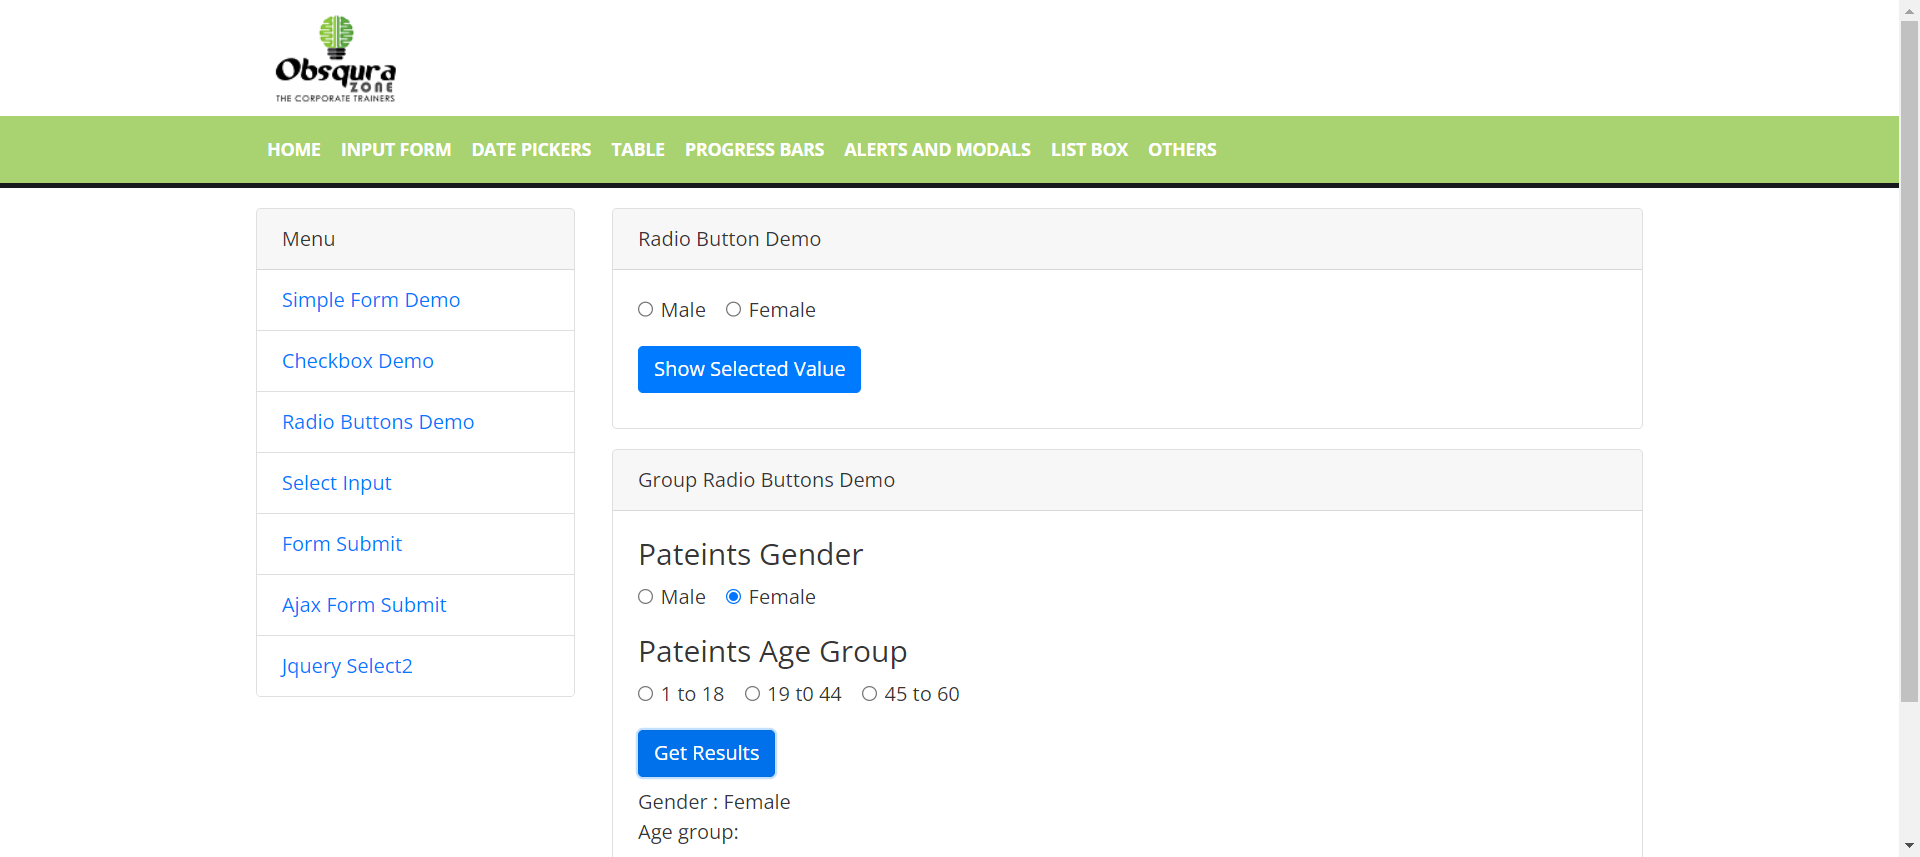 Obsqura
ZONE
THE CORPORATE TRAINERS
HOME INPUT FORM DATE PICKERS TABLE PROGRESS BARS ALERTS AND MODALS LIST BOX OTHERS
Menu
Simple Form Demo
Checkbox Demo
Radio Buttons Demo
Select Input
Form Submit
Ajax Form Submit
Jquery Select2
Radio Button Demo
Male Female
Show Selected Value
Group Radio Buttons Demo
Pateints Gender
Male Female
Pateints Age Group
1 to 18 19 t0 44 45 to 60
Get Results
Gender : Female
Age group: